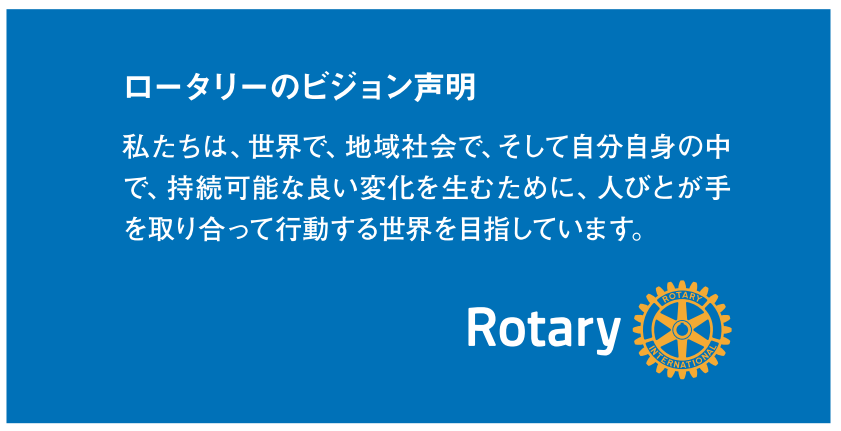 ロータリーのビジョン声明
私たちは、世界で、地域社会で、そして自分自身の中
で、持続可能な良い変化を生むために、人びとが手
を取り合って行動する世界を目指しています。
Rotary
ROTARY
INTERNATIONAL